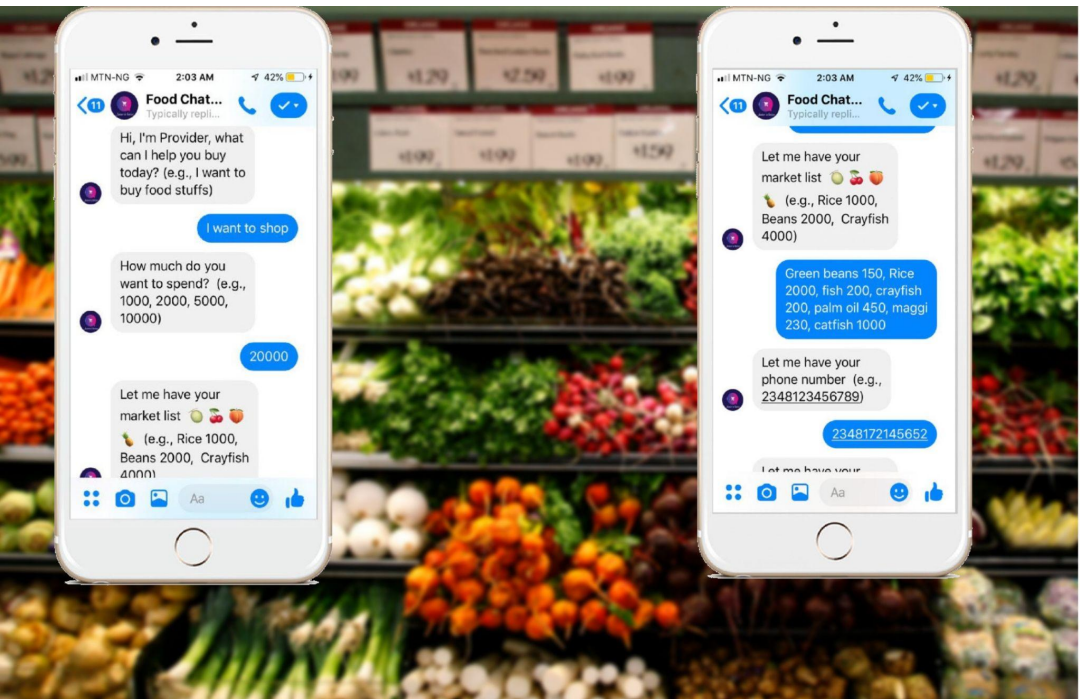 MTN-NG 2:03 AM 42%
11 Food Chat...
Typically repli...
Hi, I'm Provider, what
can I help you buy
today? (e.g., I want to
buy food stuffs)
I want to shop
How much do you
want to spend? (e.g.,
1000, 2000, 5000,
10000)
20000
Let me have your
market list
(e.g., Rice 1000,
Beans 2000, Crayfish
4000)
Aa
MTN-NG 2:03 AM 42%
11 Food Chat...
Typically repli...
Let me have your
market list
(e.g., Rice 1000,
Beans 2000, Crayfish
4000)
Green beans 150, Rice
2000, fish 200, crayfish
200, palm oil 450, maggi
230, catfish 1000
Let me have your
phone number (e.g.,
2348123456789)
2348172145652
Let me have your
Aa